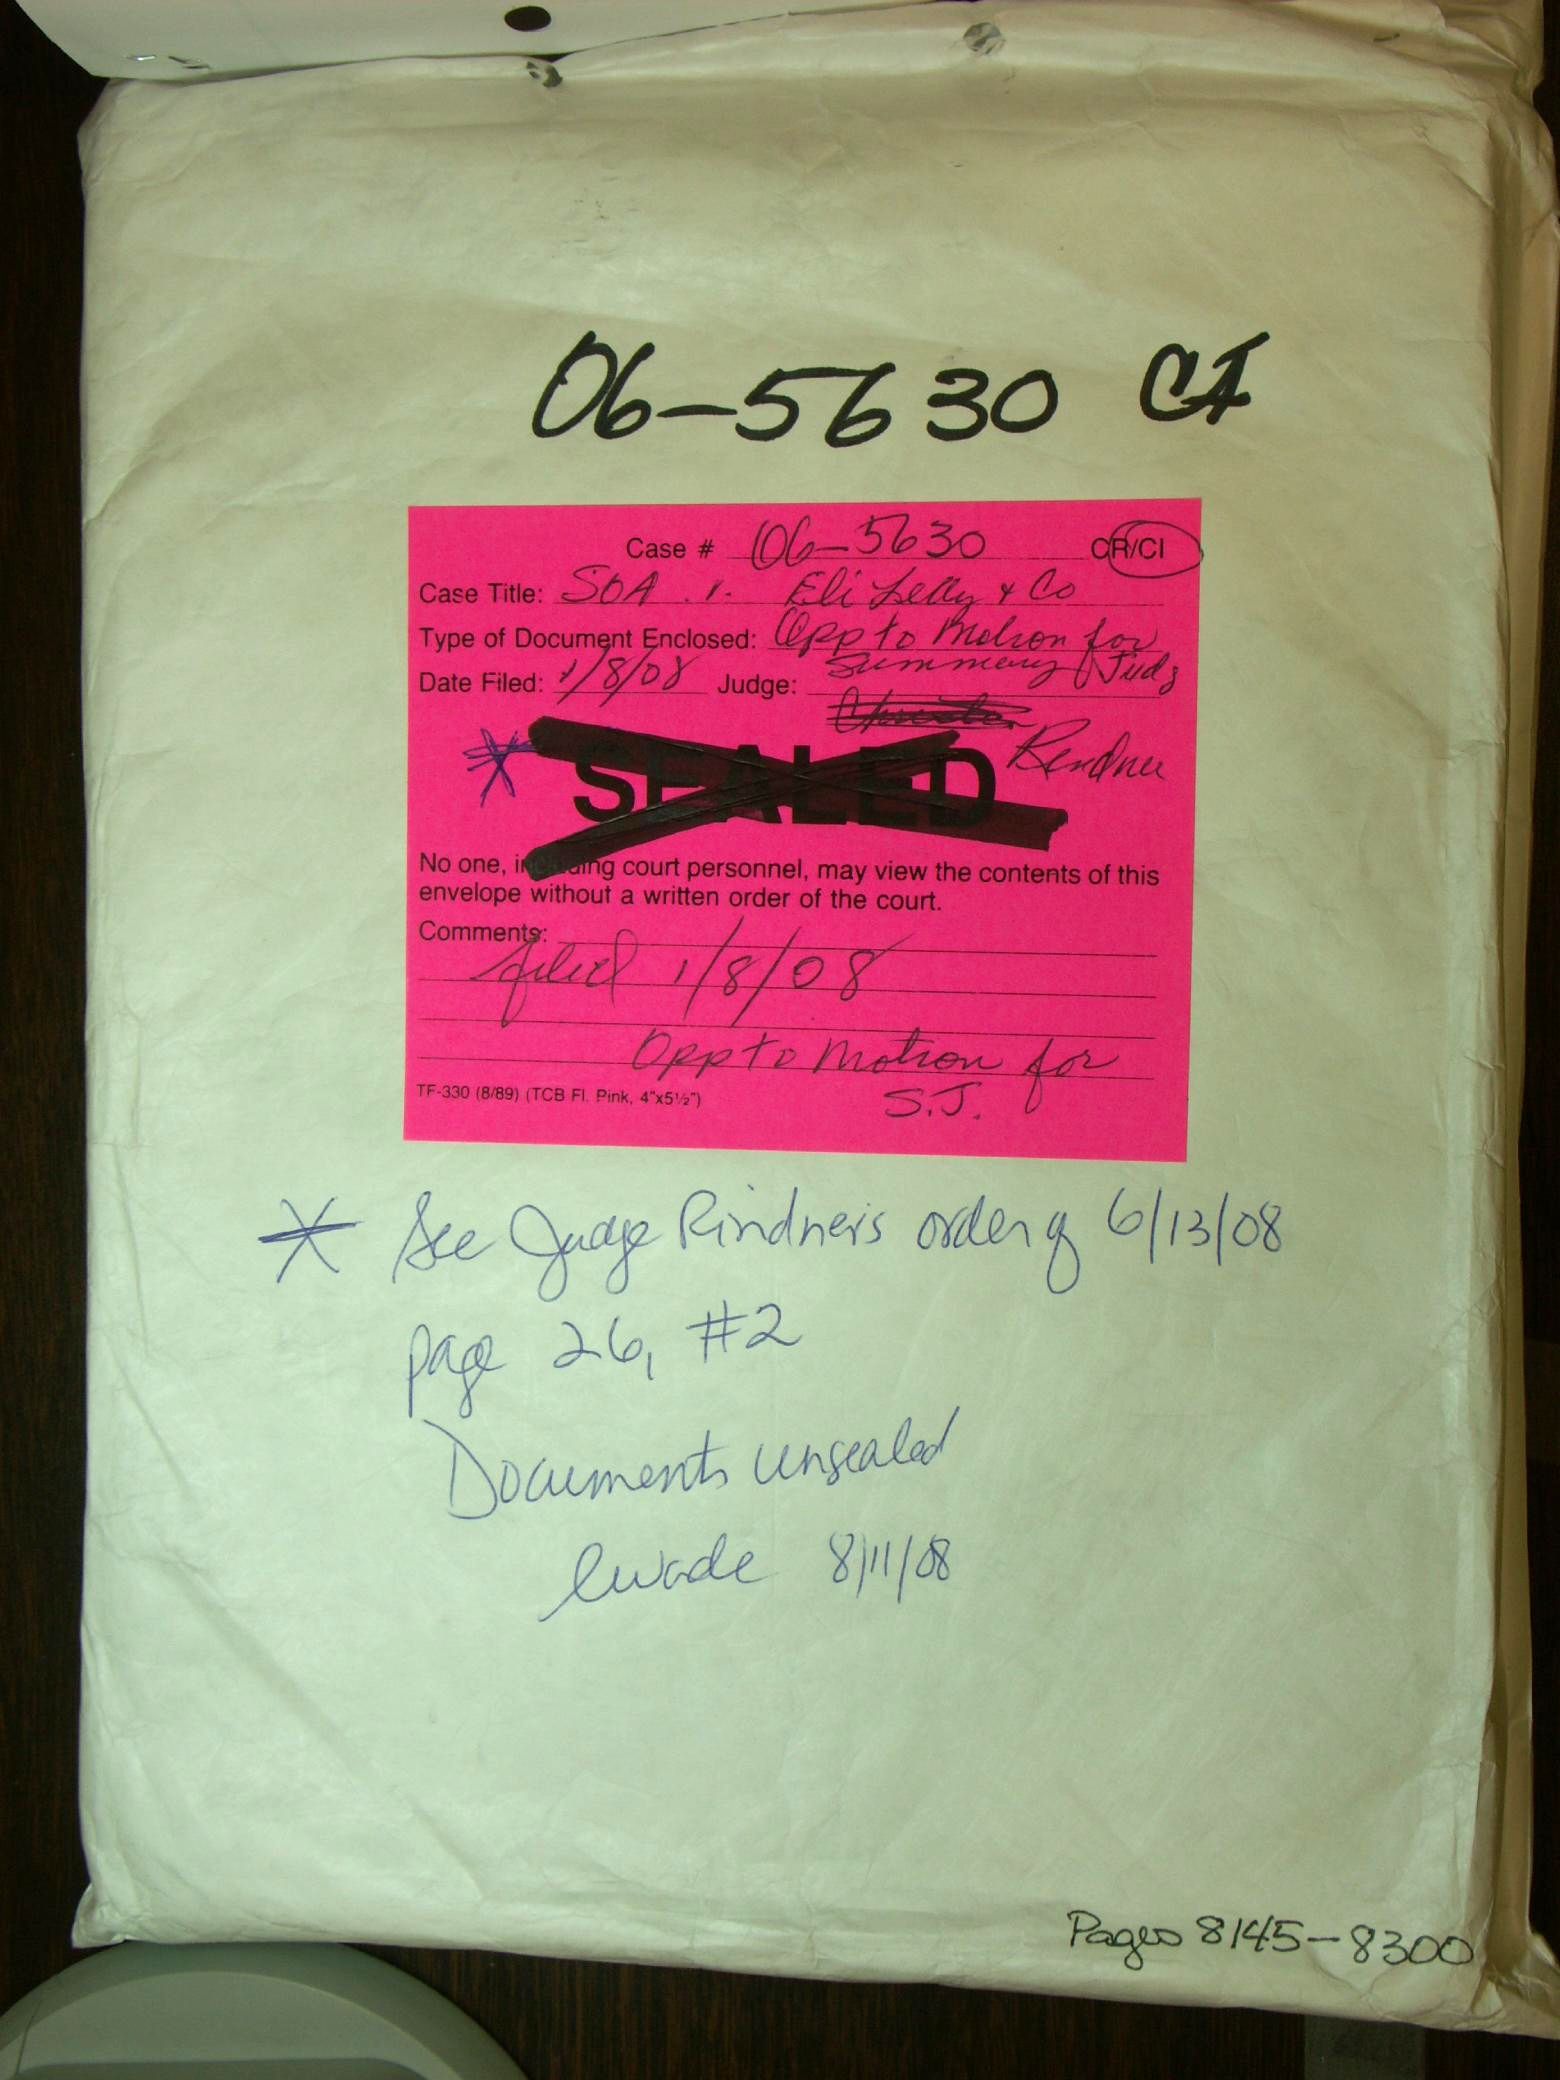 06-5630 CI
Case # 06-5630 CR/CI
Case Title: SOA v. Eli Lilly & Co
Type of Document Enclosed: Opp to Motion for
Summary Judg
Date Filed: 1/8/08 Judge:
Rindner
SEALED
No one, including court personnel, may view the contents of this
envelope without a written order of the court.
Comments:
filed 1/8/08
Opp to Motion for
S.J.
TF-330 (8/89) (TCB Fl. Pink, 4"x5½")
* See Judge Rindner's order of 6/13/08
page 26, #2
Documents unsealed
lwade 8/11/08
Pages 8145-8300